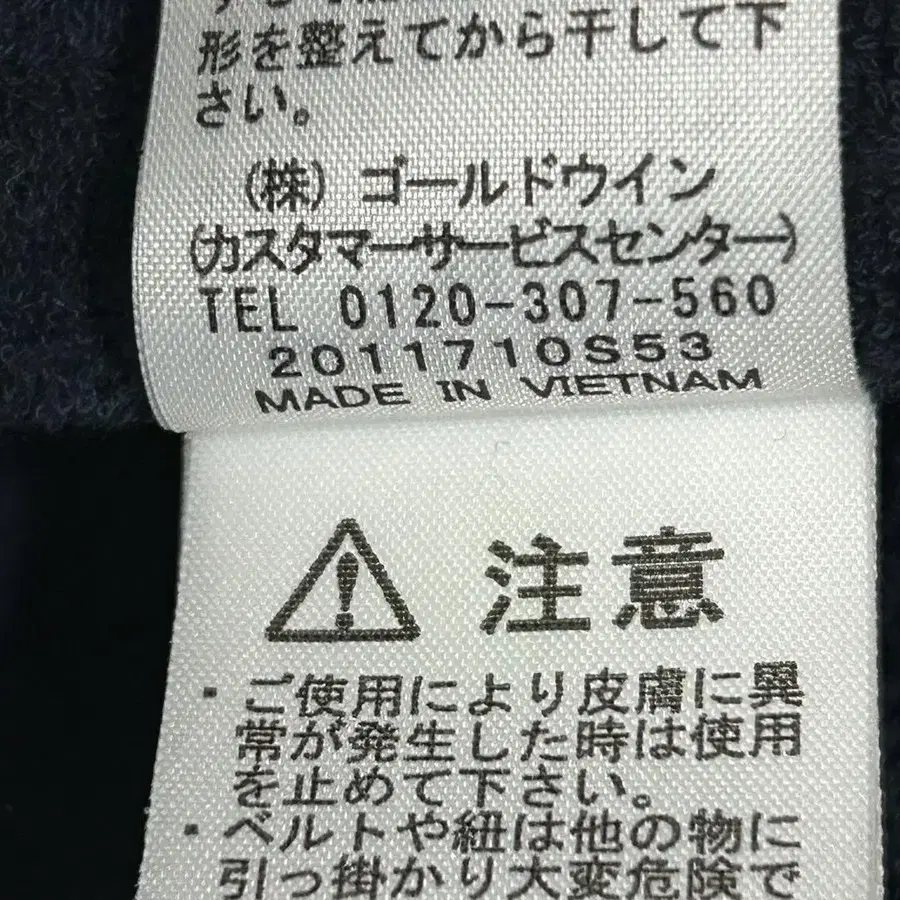 形を整えてから干して下
さい。
(株) ゴールドウイン
(カスタマーサービスセンター)
TEL 0120-307-560
2011710S53
MADE IN VIETNAM
注意
・ご使用により皮膚に異
常が発生した時は使用
を止めて下さい。
・ベルトや紐は他の物に
引っ掛かり大変危険で